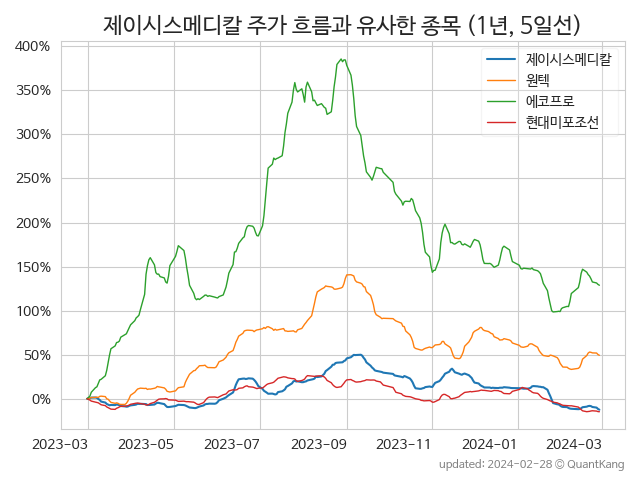 제이시스메디칼 주가 흐름과 유사한 종목 (1년, 5일선)
400%
350%
300%
250%
200%
150%
100%
50%
0%
제이시스메디칼
원텍
에코프로
현대미포조선
2023-03 2023-05 2023-07 2023-09 2023-11 2024-01 2024-03
updated: 2024-02-28 © QuantKang